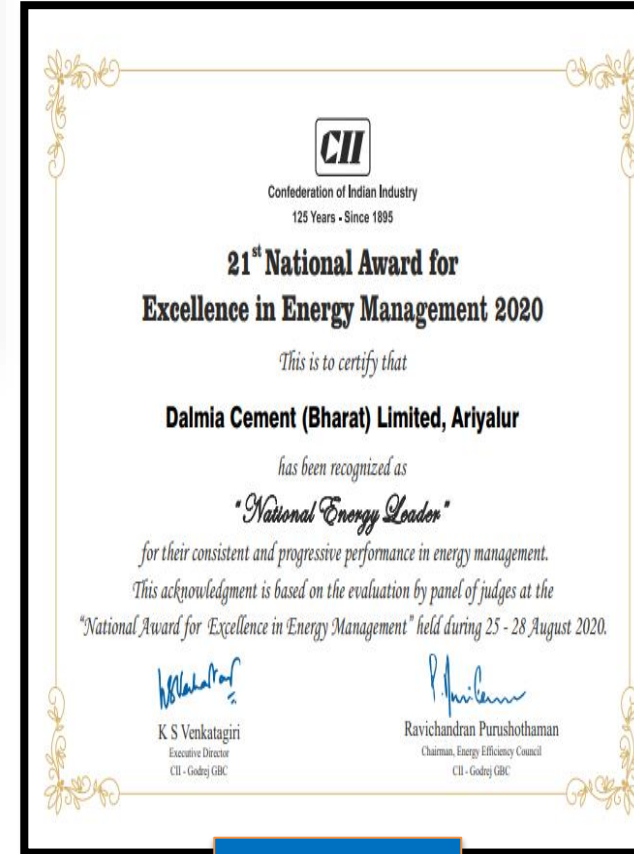 CII
Confederation of Indian Industry
125 Years - Since 1895
21st National Award for
Excellence in Energy Management 2020
This is to certify that
Dalmia Cement (Bharat) Limited, Ariyalur
has been recognized as
"National Energy Leader"
for their consistent and progressive performance in energy management.
This acknowledgment is based on the evaluation by panel of judges at the
"National Award for Excellence in Energy Management" held during 25 - 28 August 2020.
K S Venkatagiri
Executive Director
CII - Godrej GBC
Ravichandran Purushothaman
Chairman, Energy Efficiency Council
CII - Godrej GBC